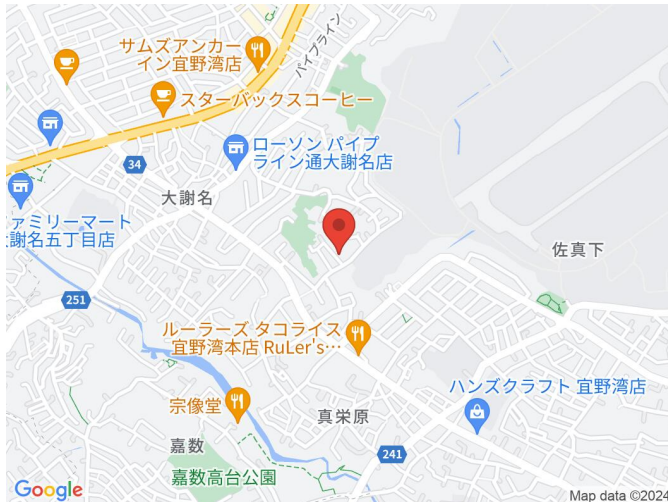 サムズアンカー
イン宜野湾店
パイプライン
スターバックスコーヒー
ローソン パイプ
ライン通大謝名店
34
大謝名
ファミリーマート
謝名五丁目店
佐真下
251
ルーラーズ タコライス
宜野湾本店 RuLer's…
ハンズクラフト 宜野湾店
宗像堂
真栄原
嘉数
241
嘉数高台公園
Google
Map data ©2024